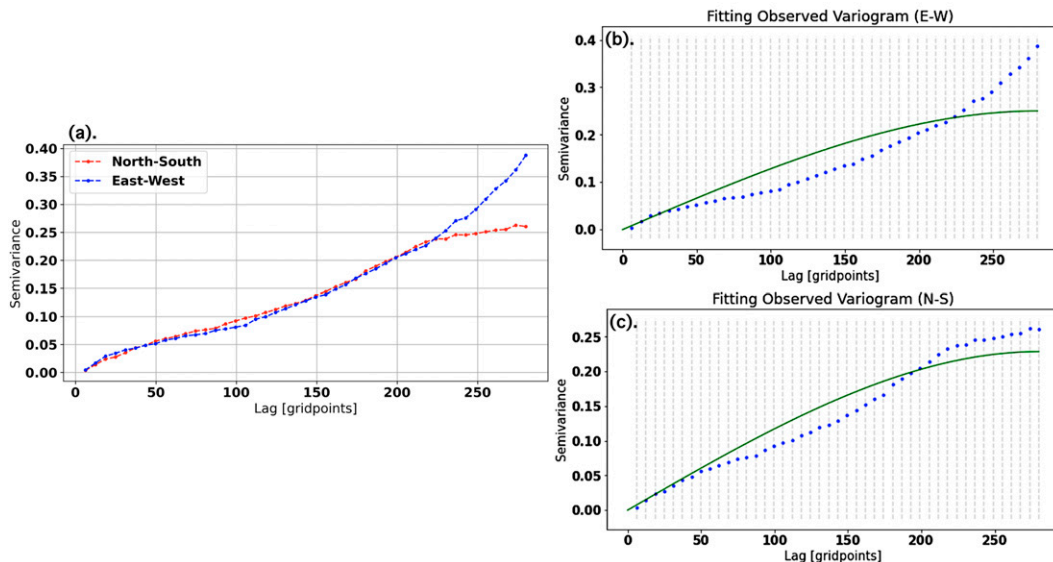 (a).
North-South
East-West
0.40
0.35
0.30
0.25
0.20
0.15
0.10
0.05
0.00
Semivariance
0 50 100 150 200 250
Lag [gridpoints]
Fitting Observed Variogram (E-W)
(b).
0.4
0.3
0.2
0.1
0.0
Semivariance
0 50 100 150 200 250
Lag [gridpoints]
Fitting Observed Variogram (N-S)
(c).
0.25
0.20
0.15
0.10
0.05
0.00
Semivariance
0 50 100 150 200 250
Lag [gridpoints]